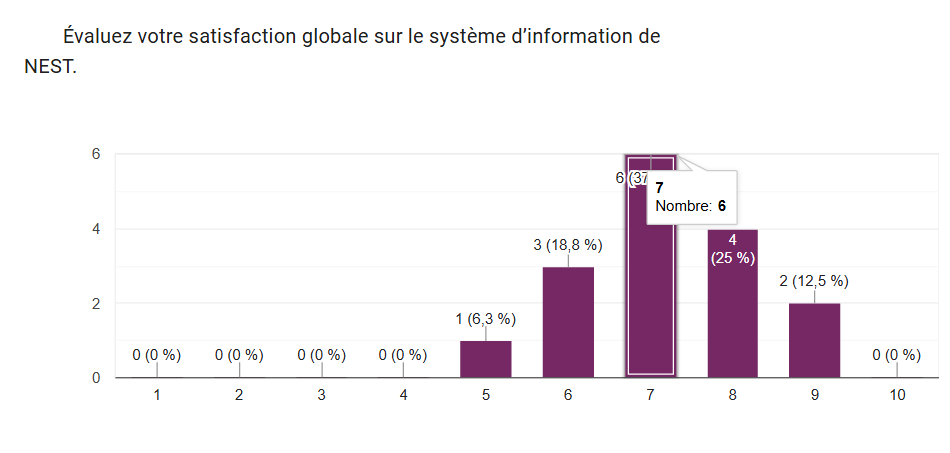 Évaluez votre satisfaction globale sur le système d’information de
NEST.
6
4
2
0
0 (0 %)
0 (0 %)
0 (0 %)
0 (0 %)
1 (6,3 %)
3 (18,8 %)
6
7
Nombre: 6
4
(25 %)
2 (12,5 %)
0 (0 %)
1 2 3 4 5 6 7 8 9 10